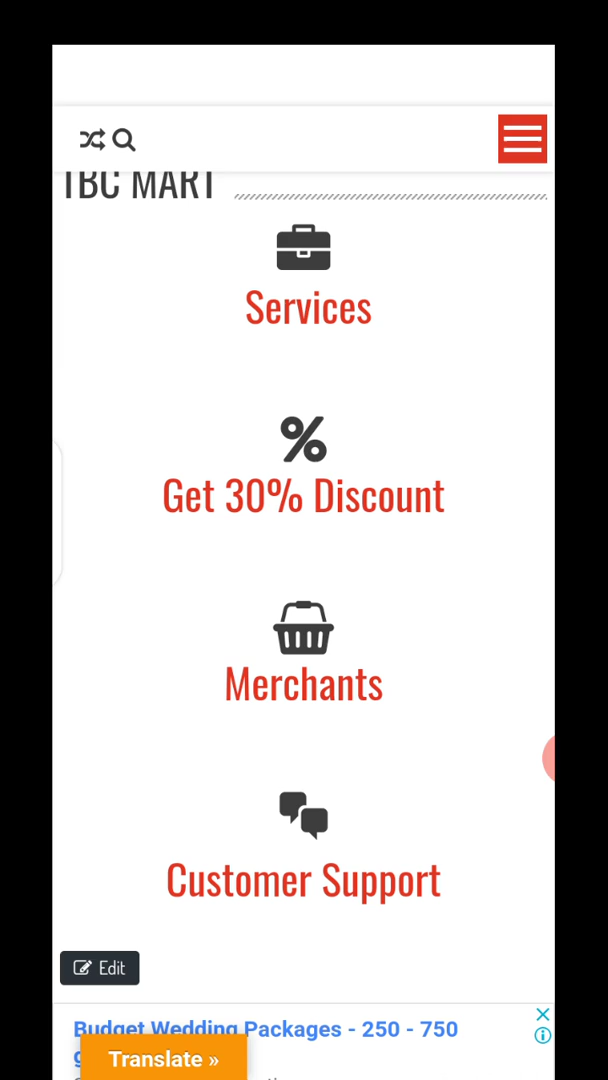 TBC MART
Services
%
Get 30% Discount
Merchants
Customer Support
Edit
Budget Wedding Packages - 250 - 750
Translate »